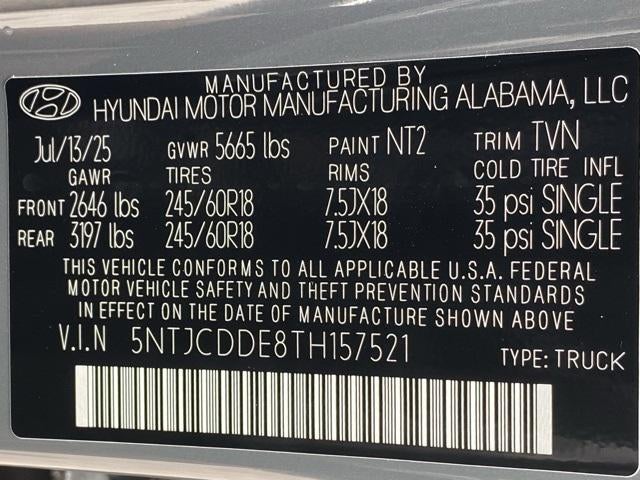 MANUFACTURED BY
HYUNDAI MOTOR MANUFACTURING ALABAMA, LLC
Jul/13/25 GVWR 5665 lbs PAINT NT2 TRIM TVN
GAWR TIRES RIMS COLD TIRE INFL
FRONT 2646 lbs 245/60R18 7.5JX18 35 psi SINGLE
REAR 3197 lbs 245/60R18 7.5JX18 35 psi SINGLE
THIS VEHICLE CONFORMS TO ALL APPLICABLE U.S.A. FEDERAL
MOTOR VEHICLE SAFETY AND THEFT PREVENTION STANDARDS
IN EFFECT ON THE DATE OF MANUFACTURE SHOWN ABOVE
V.I.N 5NTJCDDE8TH157521 TYPE: TRUCK